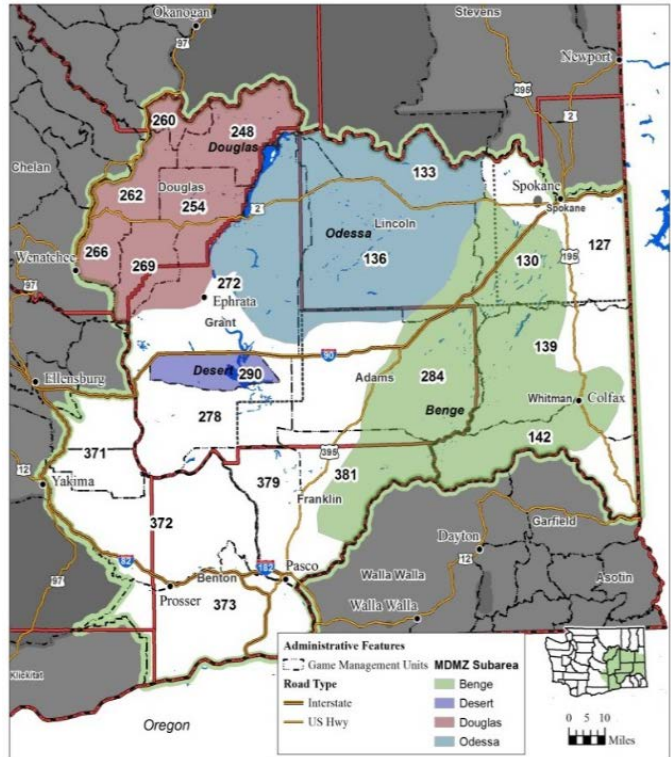 Okanogan
97
Stevens
Newport
395
2
260
248
Douglas
133
Chelan
262
Douglas
254
2
Spokane
Spokane
Lincoln
Odessa
127
266
269
136
130
195
Wenatchee
97
272
Ephrata
Grant
90
139
Ellensburg
Desert
290
Adams
284
Whitman
Colfax
278
Benge
142
371
395
12
Yakima
379
381
Franklin
372
Garfield
Dayton
12
82
182
Pasco
Benton
Walla Walla
Asotin
97
Prosser
373
Walla Walla
Klickitat
Oregon
Administrative Features
Game Management Units
Road Type
Interstate
US Hwy
MDMZ Subarea
Benge
Desert
Douglas
Odessa
0 5 10
Miles